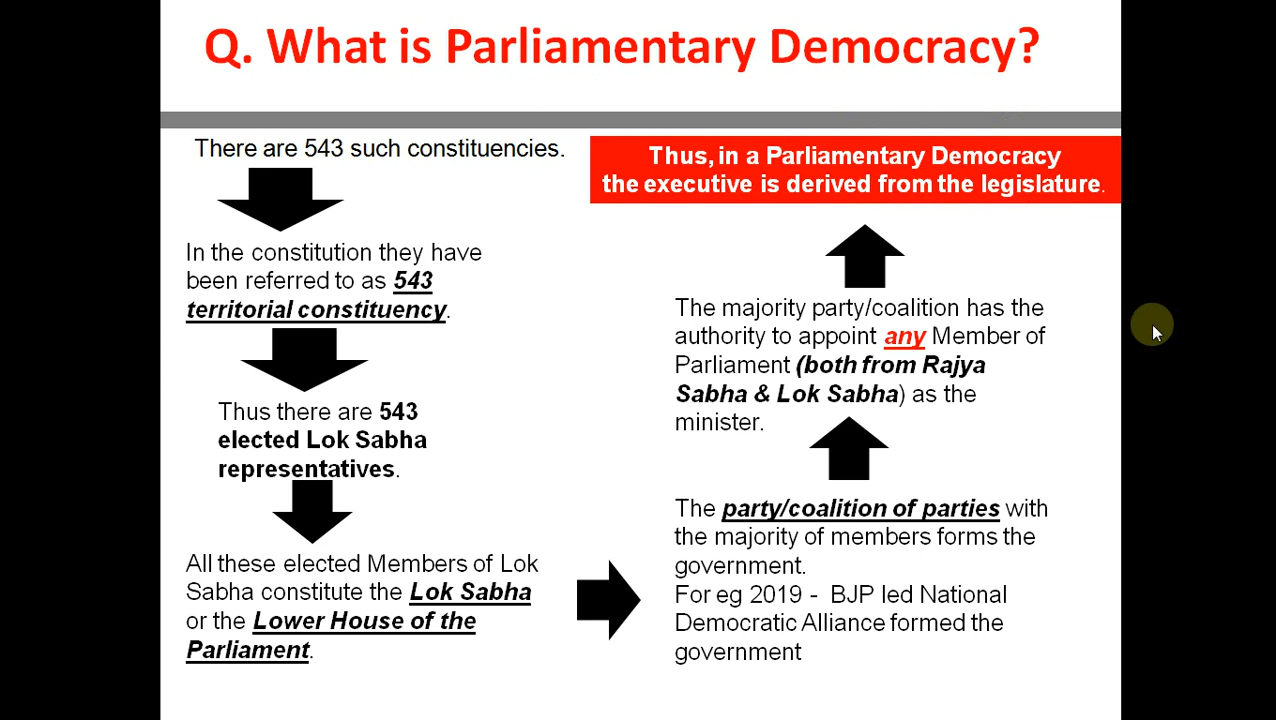 Q. What is Parliamentary Democracy?
There are 543 such constituencies.
In the constitution they have
been referred to as 543
territorial constituency.
Thus there are 543
elected Lok Sabha
representatives.
All these elected Members of Lok
Sabha constitute the Lok Sabha
or the Lower House of the
Parliament.
The party/coalition of parties with
the majority of members forms the
government.
For eg 2019 - BJP led National
Democratic Alliance formed the
government
The majority party/coalition has the
authority to appoint any Member of
Parliament (both from Rajya
Sabha & Lok Sabha) as the
minister.
Thus, in a Parliamentary Democracy
the executive is derived from the legislature.